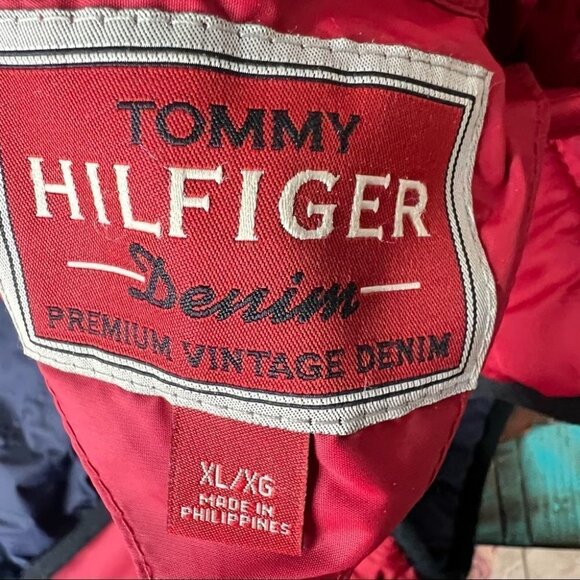 TOMMY
HILFIGER
Denim
PREMIUM VINTAGE DENIM
XL/XG
MADE IN
PHILIPPINES